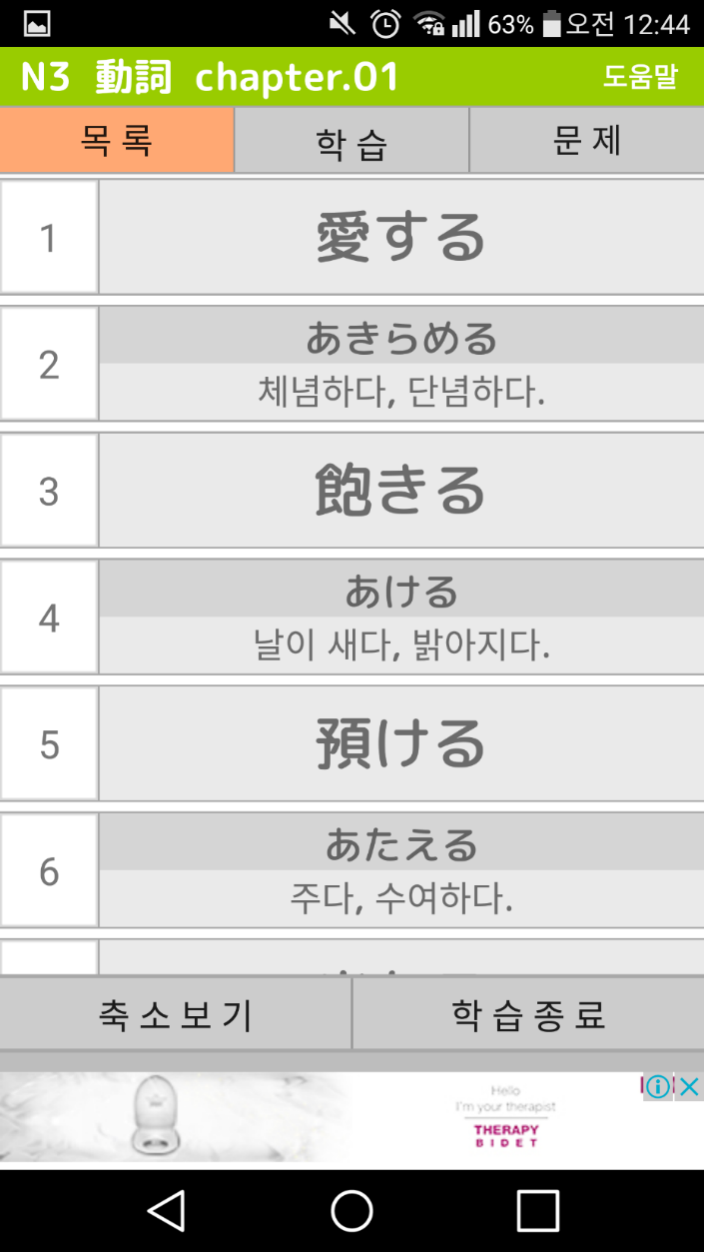 63% 오전 12:44
N3 動詞 chapter.01 도움말
목록 학습 문제
1 愛する
2 あきらめる
체념하다, 단념하다.
3 飽きる
4 あける
날이 새다, 밝아지다.
5 預ける
6 あたえる
주다, 수여하다.
축소보기 학습종료
Hello
I'm your therapist
THERAPY
BIDET